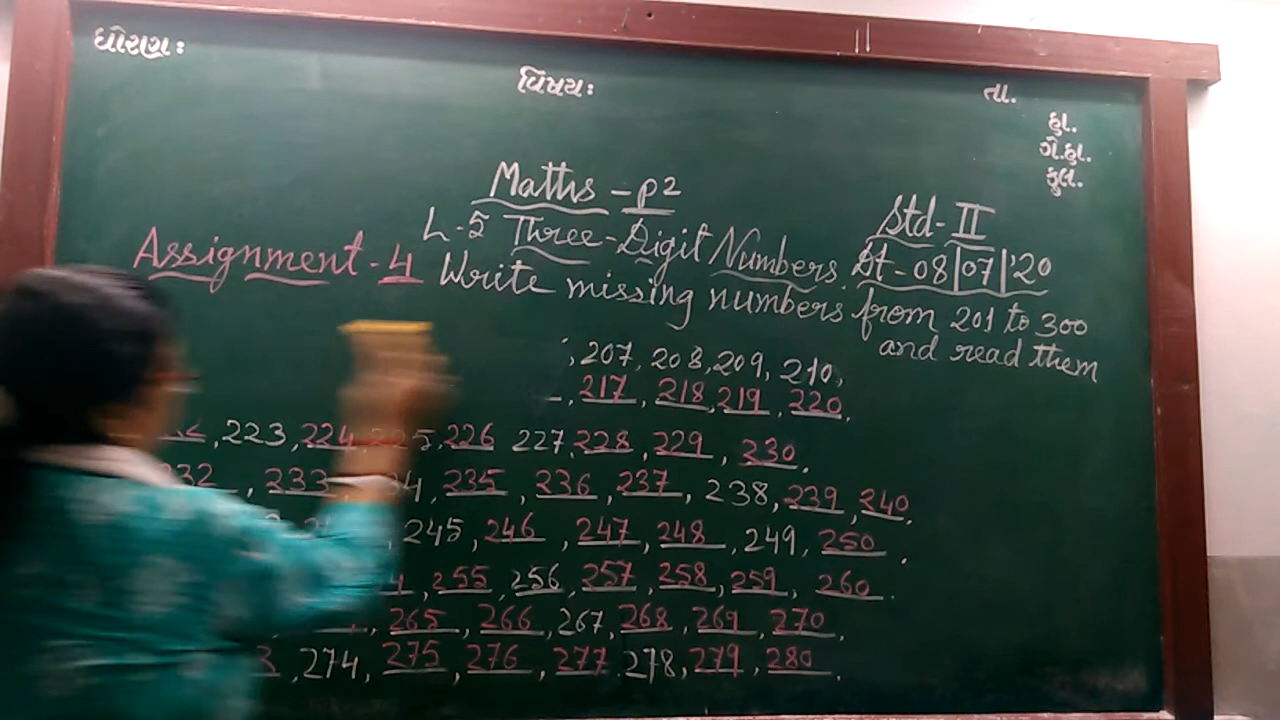 ધોરણ:
વિષય:
તા.
હા.
ગે.હા.
કુલ.
Maths - P2
Std - II
L-5 Three-Digit Numbers. Dt-08|07|'20
Assignment - 4 Write missing numbers from 201 to 300
and read them
207, 208, 209, 210,
217, 218, 219, 220.
223, 224, 225, 226 227, 228, 229, 230.
232, 233, 234, 235, 236, 237, 238, 239, 240.
245, 246, 247, 248, 249, 250.
255, 256, 257, 258, 259, 260.
265, 266, 267, 268, 269, 270.
274, 275, 276, 277. 278, 279, 280.